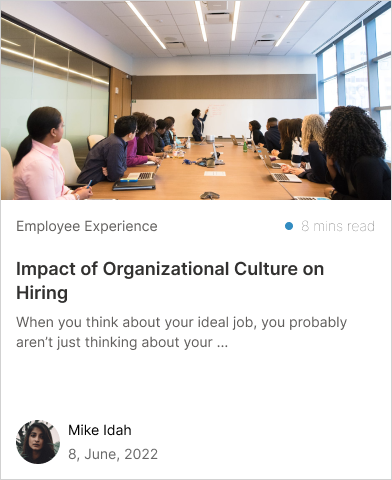 Employee Experience
8 mins read
Impact of Organizational Culture on
Hiring
When you think about your ideal job, you probably
aren’t just thinking about your ...
Mike Idah
8, June, 2022